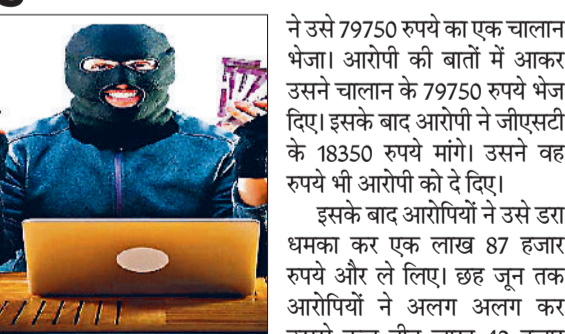 ने उसे 79750 रुपये का एक चालान
भेजा। आरोपी की बातों में आकर
उसने चालान के 79750 रुपये भेज
दिए। इसके बाद आरोपी ने जीएसटी
के 18350 रुपये मांगे। उसने वह
रुपये भी आरोपी को दे दिए।
इसके बाद आरोपियों ने उसे डरा
धमका कर एक लाख 87 हजार
रुपये और ले लिए। छह जून तक
आरोपियों ने अलग अलग कर